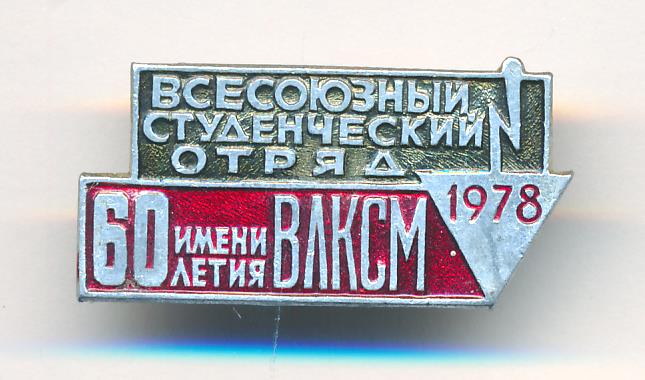 ВСЕСОЮЗНЫЙ
СТУДЕНЧЕСКИЙ
ОТРЯД
1978
60 ИМЕНИ ЛЕТИЯ ВЛКСМ